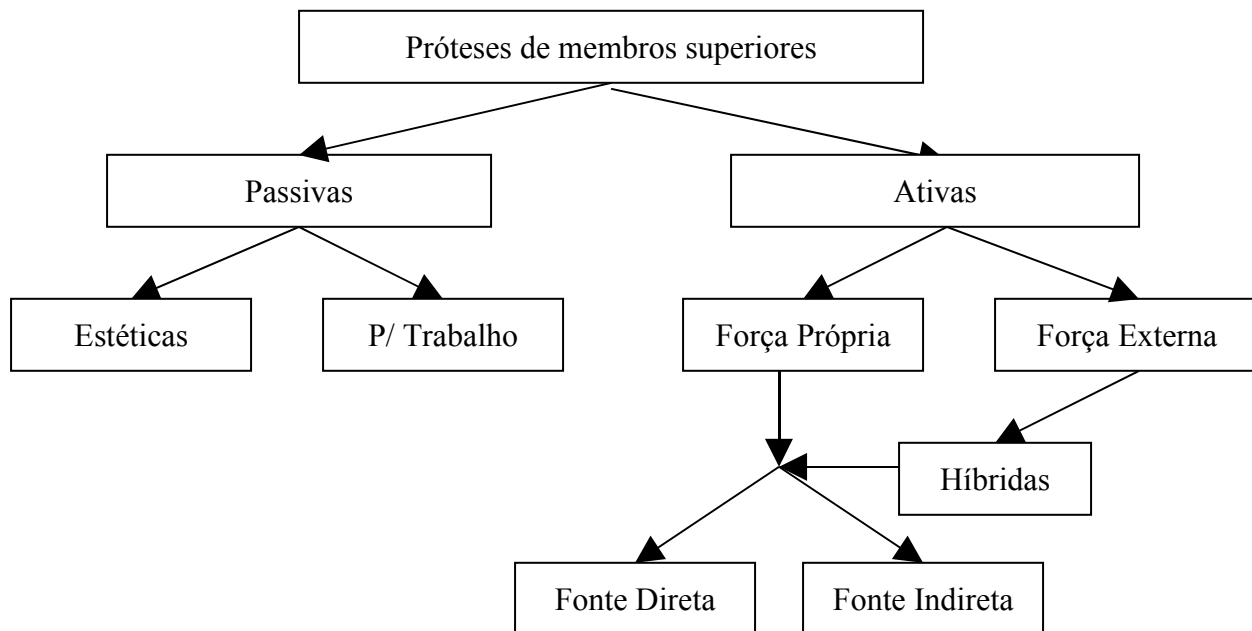 Próteses de membros superiores
Passivas
Ativas
Estéticas
P/ Trabalho
Força Própria
Força Externa
Híbridas
Fonte Direta
Fonte Indireta